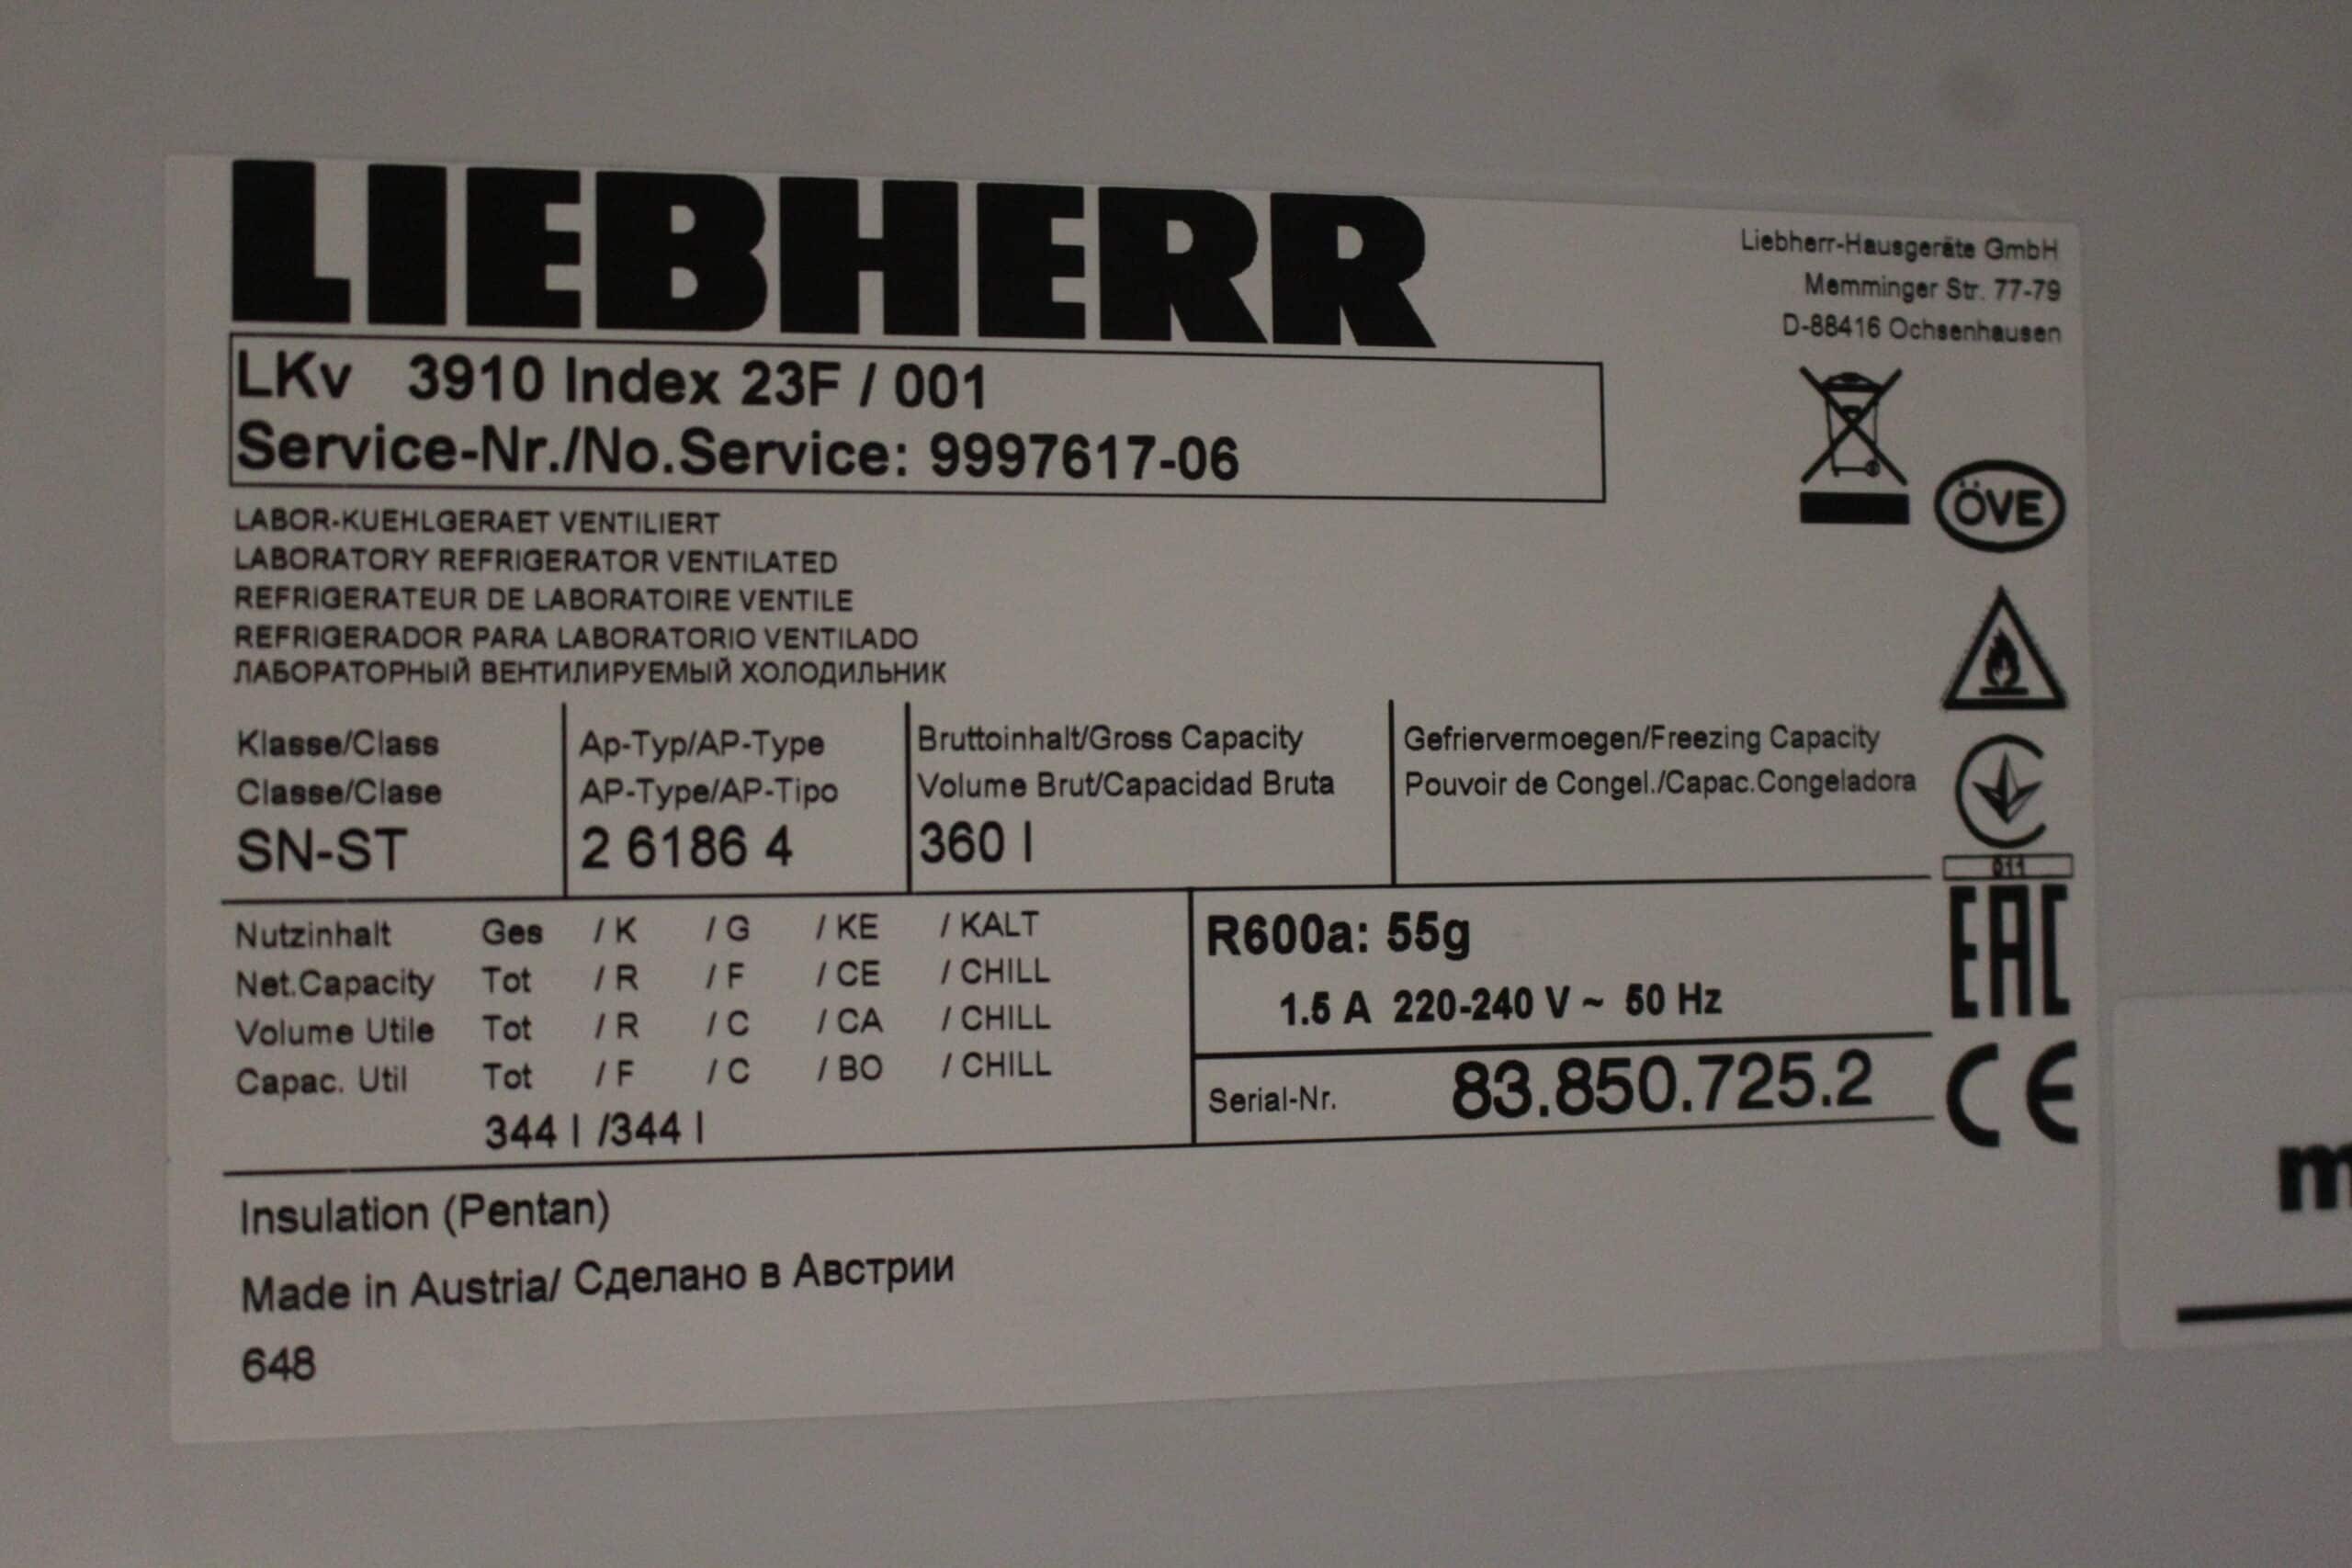 LIEBHERR
Liebherr-Hausgeräte GmbH
Memminger Str. 77-79
D-88416 Ochsenhausen
LKv 3910 Index 23F / 001
Service-Nr./No.Service: 9997617-06
ÖVE
LABOR-KUEHLGERAET VENTILIERT
LABORATORY REFRIGERATOR VENTILATED
REFRIGERATEUR DE LABORATOIRE VENTILE
REFRIGERADOR PARA LABORATORIO VENTILADO
ЛАБОРАТОРНЫЙ ВЕНТИЛИРУЕМЫЙ ХОЛОДИЛЬНИК
Klasse/Class
Classe/Clase
SN-ST
Ap-Typ/AP-Type
AP-Type/AP-Tipo
2 6186 4
Bruttoinhalt/Gross Capacity
Volume Brut/Capacidad Bruta
360 l
Gefriervermoegen/Freezing Capacity
Pouvoir de Congel./Capac.Congeladora
011
EAC
CE
Nutzinhalt Ges / K / G / KE / KALT
Net.Capacity Tot / R / F / CE / CHILL
Volume Utile Tot / R / C / CA / CHILL
Capac. Util Tot / F / C / BO / CHILL
344 l /344 l
R600a: 55g
1.5 A 220-240 V ~ 50 Hz
Serial-Nr. 83.850.725.2
Insulation (Pentan)
Made in Austria/ Сделано в Австрии
648
m